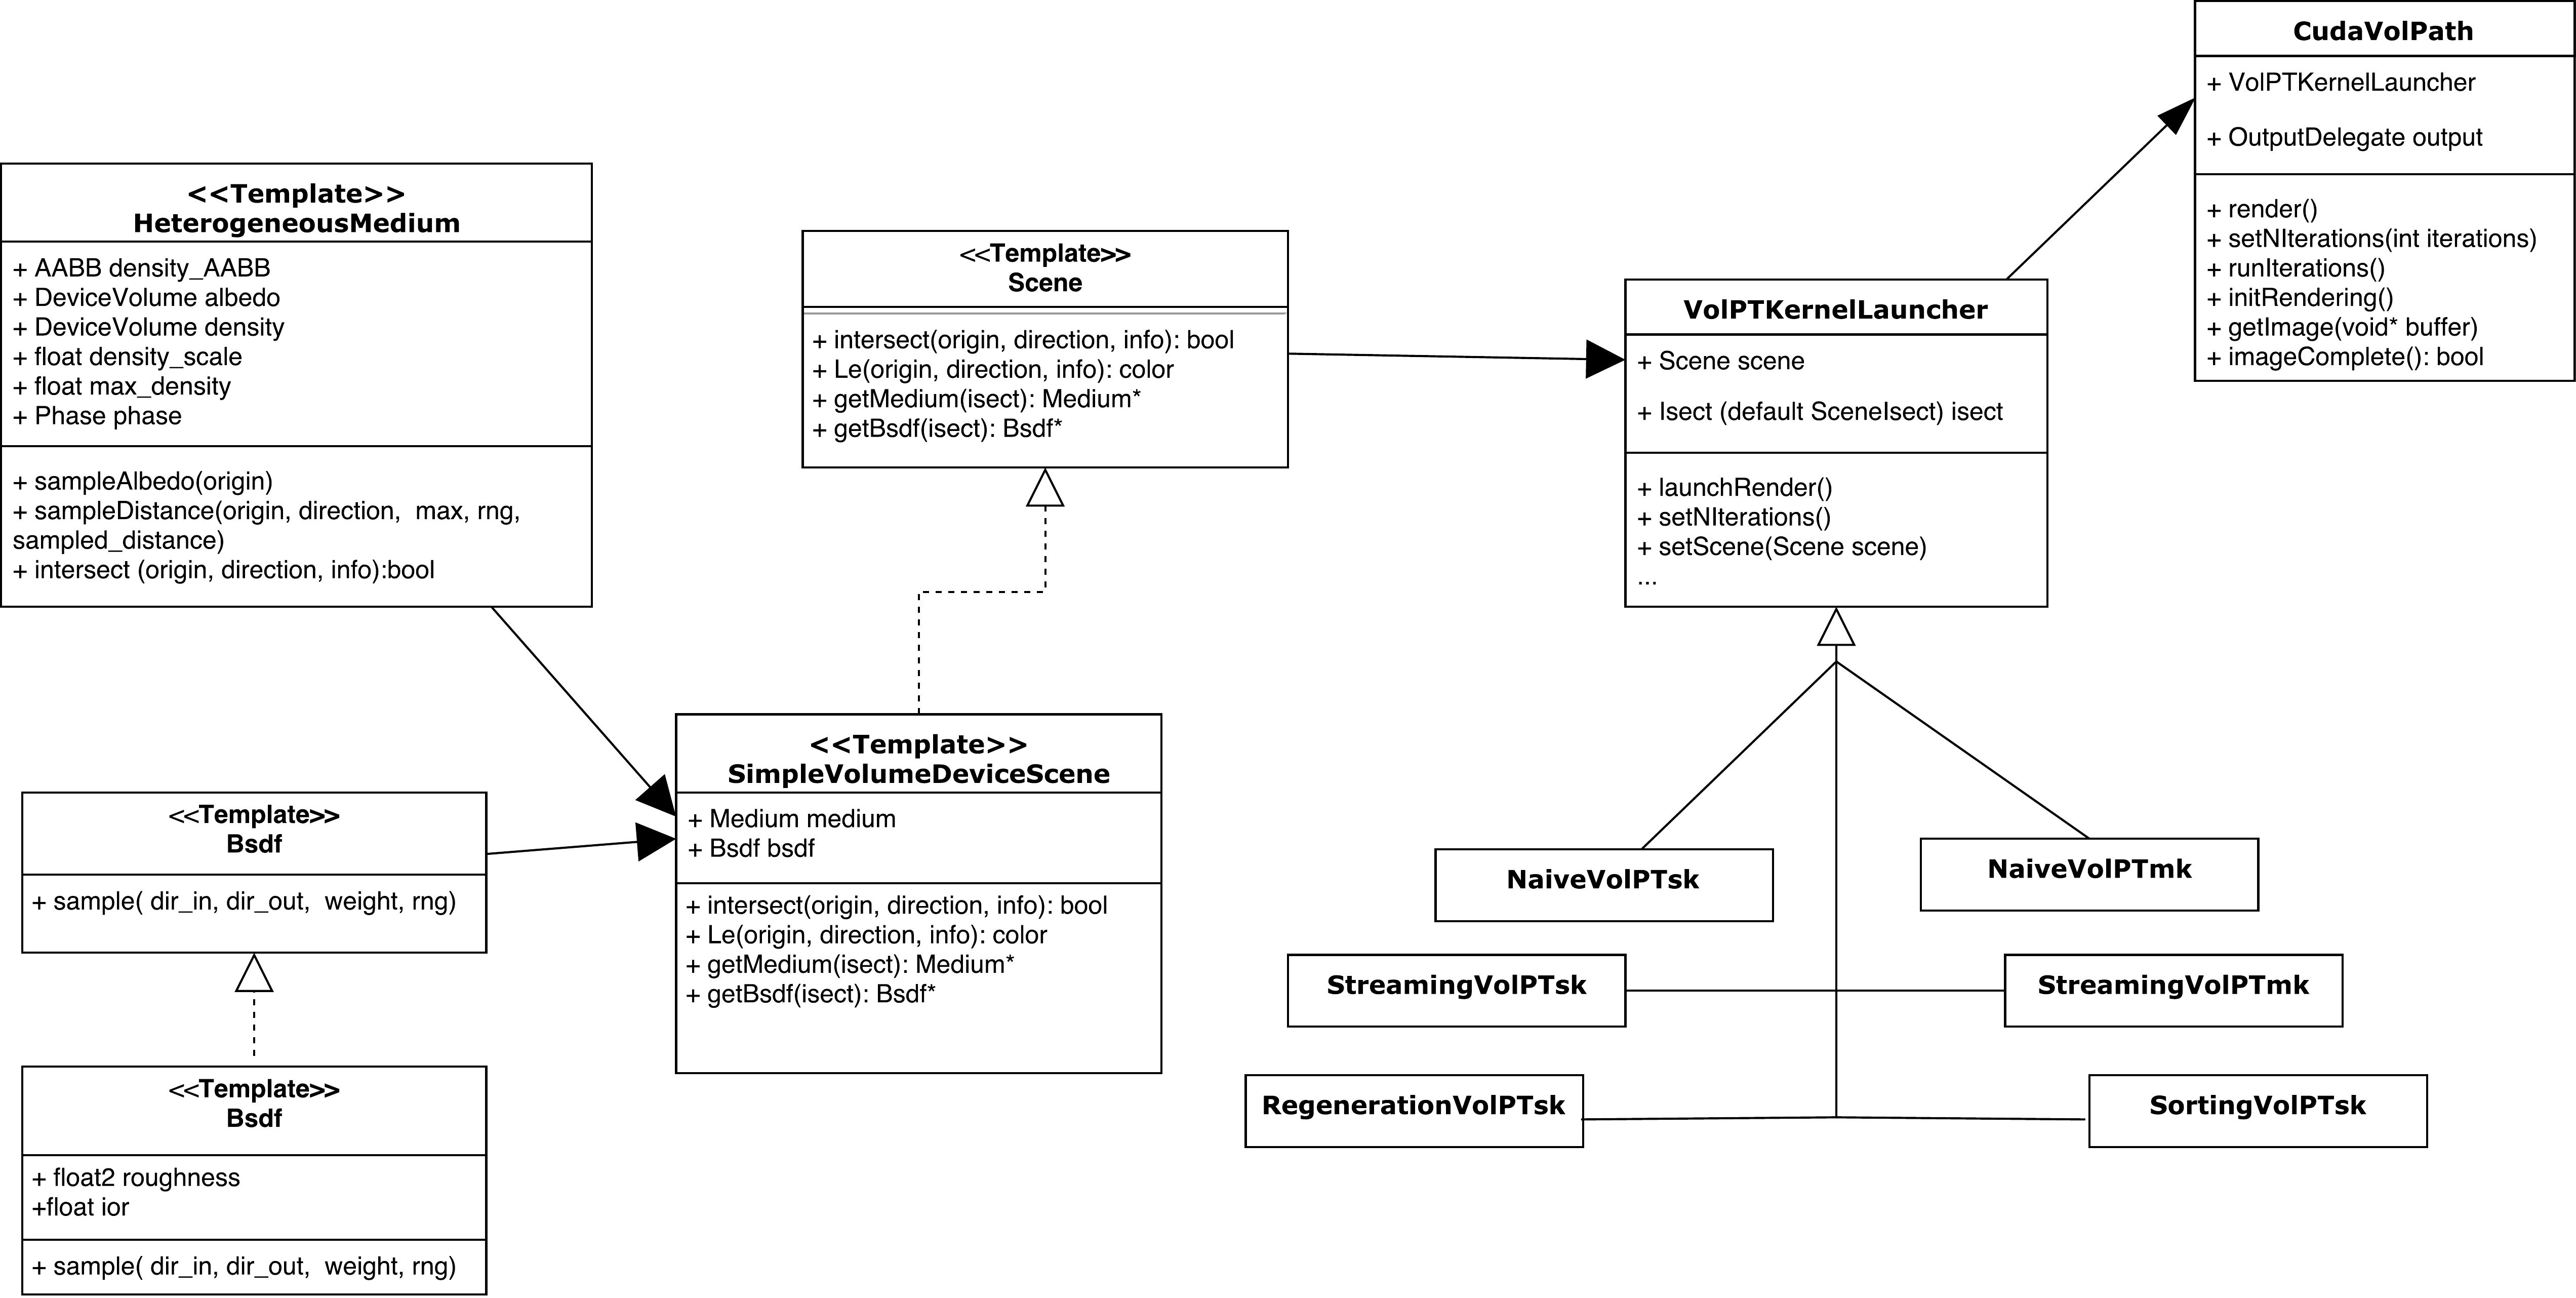 CudaVolPath
+ VolPTKernelLauncher
+ OutputDelegate output
+ render()
+ setNIterations(int iterations)
+ runIterations()
+ initRendering()
+ getImage(void* buffer)
+ imageComplete(): bool
<<Template>>
HeterogeneousMedium
+ AABB density_AABB
+ DeviceVolume albedo
+ DeviceVolume density
+ float density_scale
+ float max_density
+ Phase phase
+ sampleAlbedo(origin)
+ sampleDistance(origin, direction, max, rng,
sampled_distance)
+ intersect (origin, direction, info):bool
<<Template>>
Scene
+ intersect(origin, direction, info): bool
+ Le(origin, direction, info): color
+ getMedium(isect): Medium*
+ getBsdf(isect): Bsdf*
VolPTKernelLauncher
+ Scene scene
+ Isect (default SceneIsect) isect
+ launchRender()
+ setNIterations()
+ setScene(Scene scene)
...
<<Template>>
SimpleVolumeDeviceScene
+ Medium medium
+ Bsdf bsdf
+ intersect(origin, direction, info): bool
+ Le(origin, direction, info): color
+ getMedium(isect): Medium*
+ getBsdf(isect): Bsdf*
<<Template>>
Bsdf
+ sample( dir_in, dir_out, weight, rng)
<<Template>>
Bsdf
+ float2 roughness
+float ior
+ sample( dir_in, dir_out, weight, rng)
NaiveVolPTsk
NaiveVolPTmk
StreamingVolPTsk
StreamingVolPTmk
RegenerationVolPTsk
SortingVolPTsk